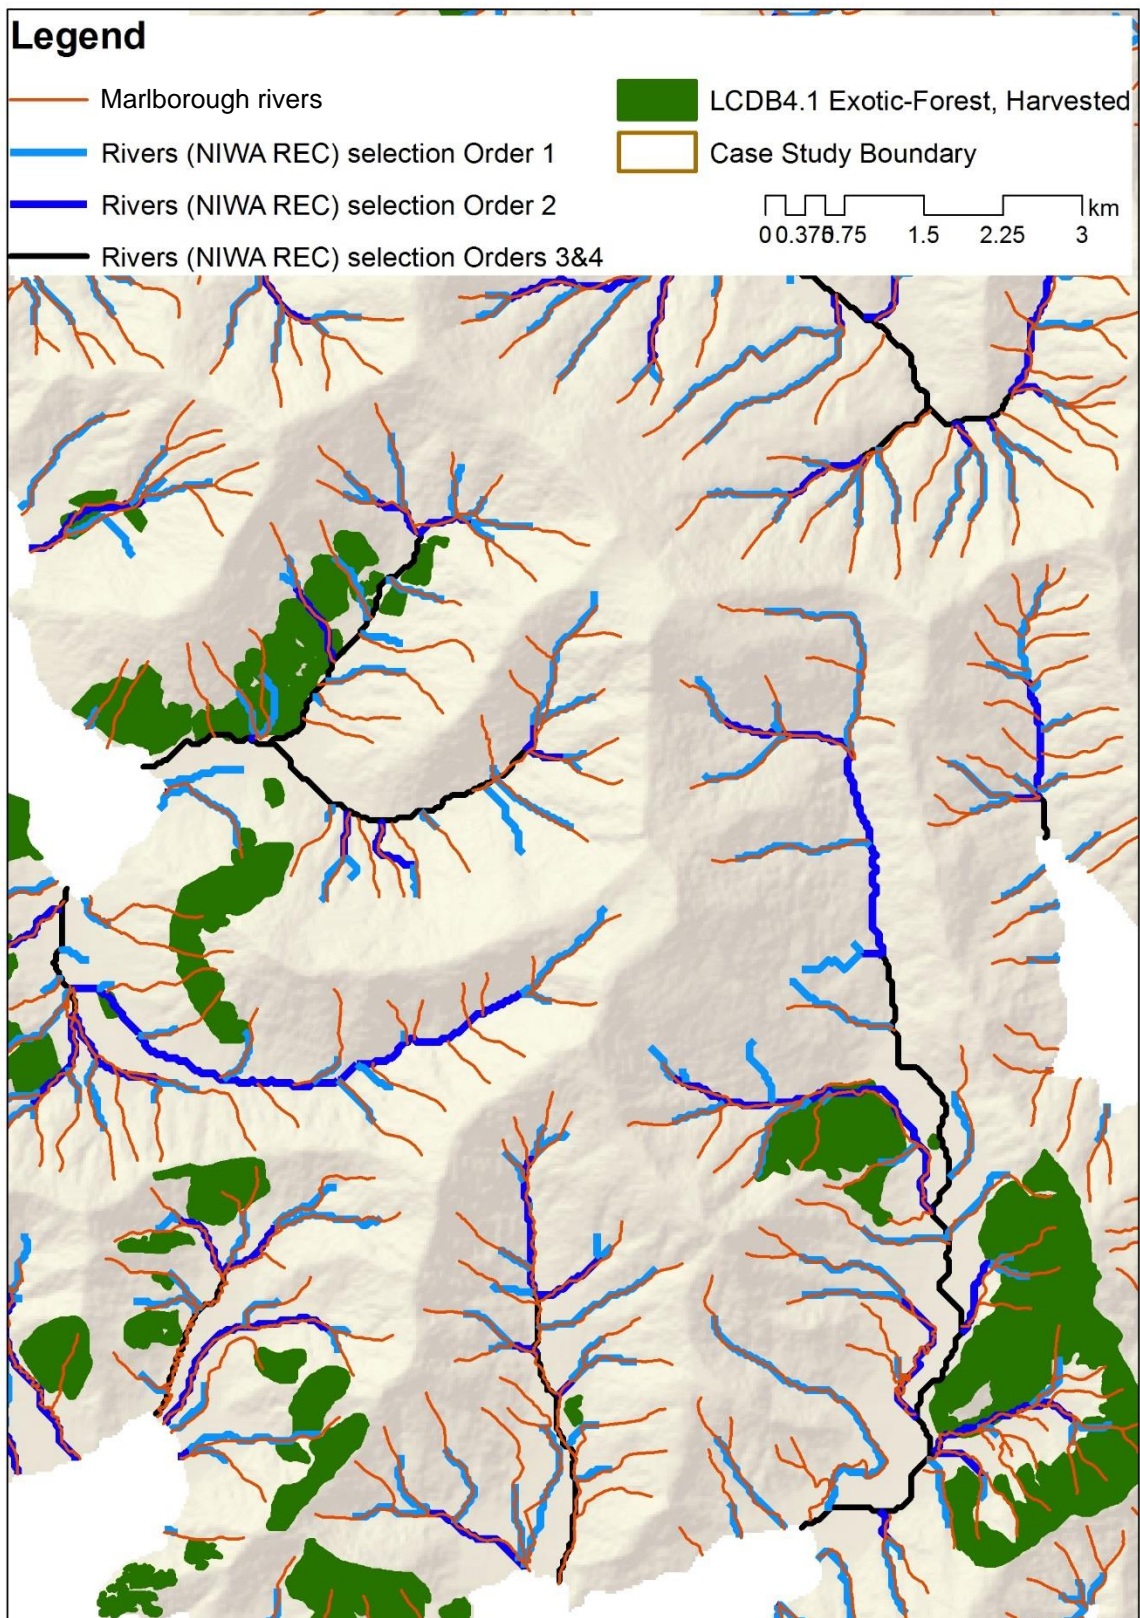 Legend
Marlborough rivers
Rivers (NIWA REC) selection Order 1
Rivers (NIWA REC) selection Order 2
Rivers (NIWA REC) selection Orders 3&4
LCDB4.1 Exotic-Forest, Harvested
Case Study Boundary
km
0 0.375 0.75 1.5 2.25 3